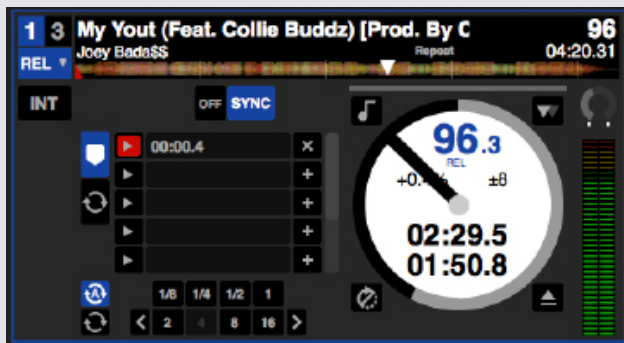 1 3 My Yout (Feat. Collie Buddz) [Prod. By C 96
REL Joey Bada$$ Repeat 04:20.31
INT OFF SYNC
96.3
REL
±8
00:00.4
02:29.5
01:50.8
1/8 1/4 1/2 1
2 4 8 16